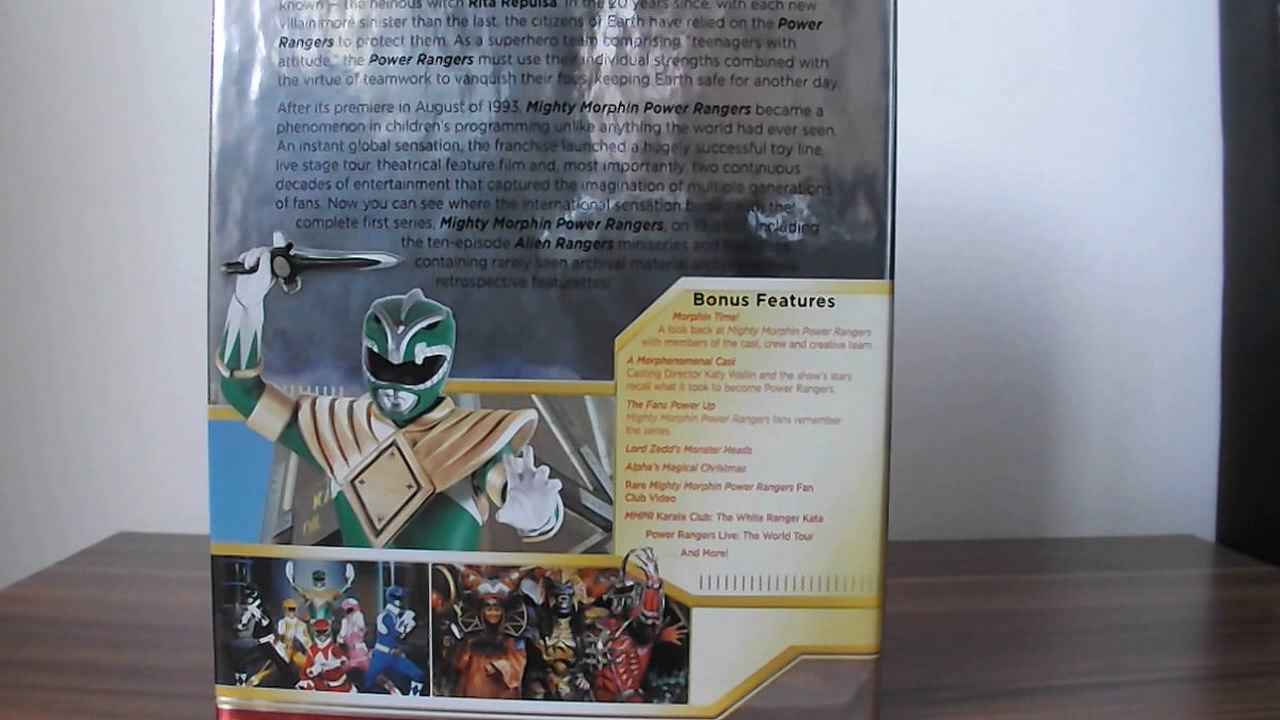 known – the heinous witch Rita Repulsa. In the 20 years since, with each new
villain more sinister than the last, the citizens of Earth have relied on the Power
Rangers to protect them. As a superhero team comprising "teenagers with
attitude," the Power Rangers must use their individual strengths combined with
the virtue of teamwork to vanquish their foes, keeping Earth safe for another day.
After its premiere in August of 1993, Mighty Morphin Power Rangers became a
phenomenon in children's programming unlike anything the world had ever seen.
An instant global sensation, the franchise launched a hugely successful toy line,
live stage tour, theatrical feature film and, most importantly, two continuous
decades of entertainment that captured the imagination of multiple generations
of fans. Now you can see where the international sensation began with the
complete first series, Mighty Morphin Power Rangers, on including
the ten-episode Alien Rangers miniseries and
containing rarely seen archival material and
retrospective featurettes!
Bonus Features
Morphin Time!
A look back at Mighty Morphin Power Rangers
with members of the cast, crew and creative team.
A Morphenomenal Cast
Casting Director Katy Wallin and the show's stars
recall what it took to become Power Rangers.
The Fans Power Up
Mighty Morphin Power Rangers fans remember
the series.
Lord Zedd's Monster Heads
Alpha's Magical Christmas
Rare Mighty Morphin Power Rangers Fan
Club Video
MMPR Karate Club: The White Ranger Kata
Power Rangers Live: The World Tour
And More!